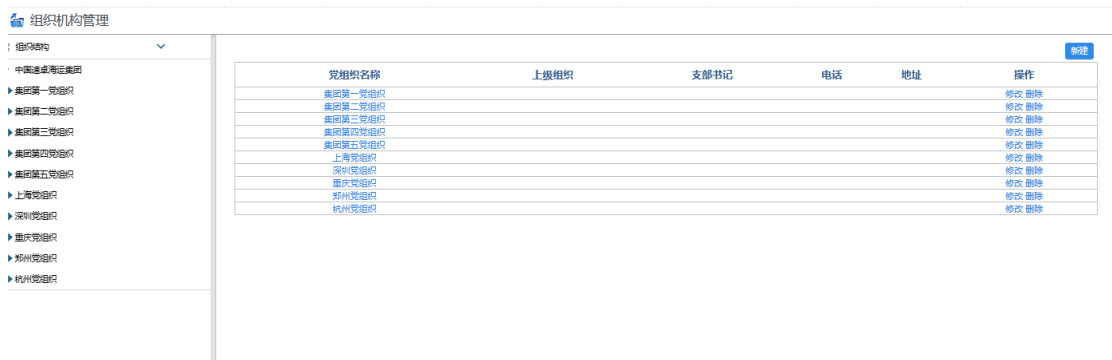 组织机构管理
组织结构
中国速卓海运集团
集团第一党组织
集团第二党组织
集团第三党组织
集团第四党组织
集团第五党组织
上海党组织
深圳党组织
重庆党组织
郑州党组织
杭州党组织
新建
党组织名称 上级组织 支部书记 电话 地址 操作
集团第一党组织 修改 删除
集团第二党组织 修改 删除
集团第三党组织 修改 删除
集团第四党组织 修改 删除
集团第五党组织 修改 删除
上海党组织 修改 删除
深圳党组织 修改 删除
重庆党组织 修改 删除
郑州党组织 修改 删除
杭州党组织 修改 删除